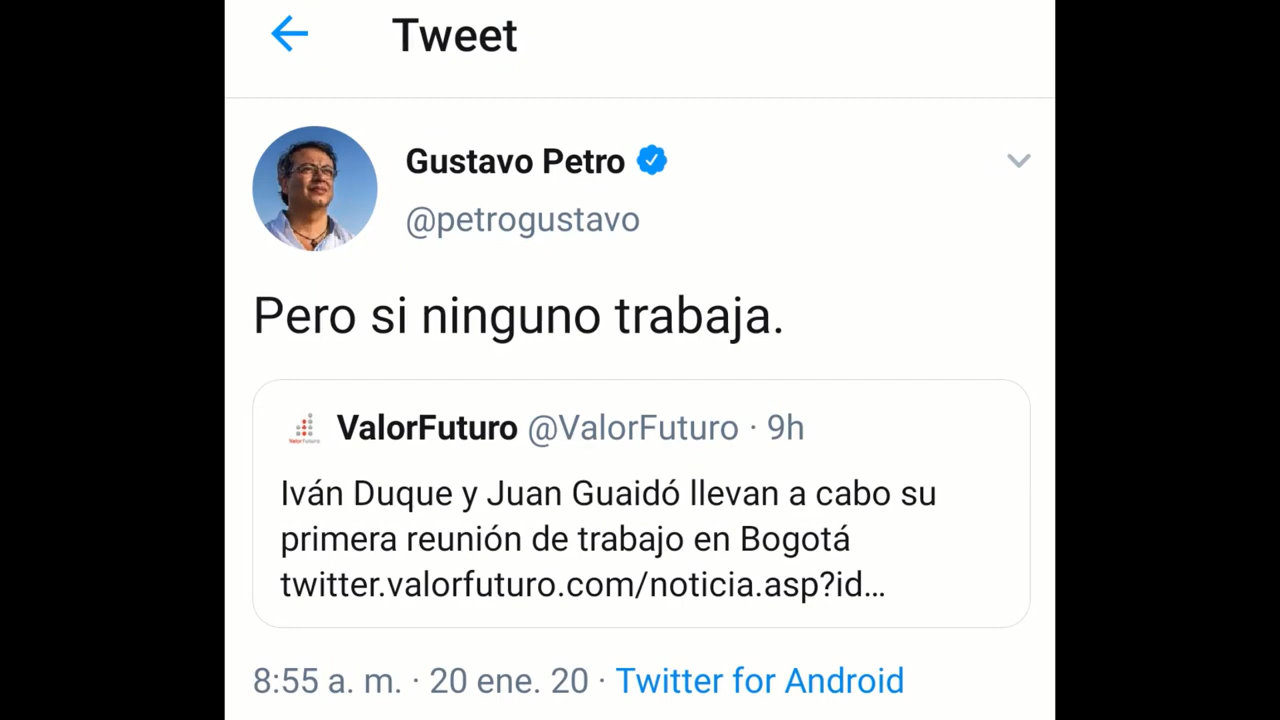 Tweet
Gustavo Petro
@petrogustavo
Pero si ninguno trabaja.
ValorFuturo @ValorFuturo · 9h
Iván Duque y Juan Guaidó llevan a cabo su
primera reunión de trabajo en Bogotá
twitter.valorfuturo.com/noticia.asp?id...
8:55 a. m. · 20 ene. 20 · Twitter for Android